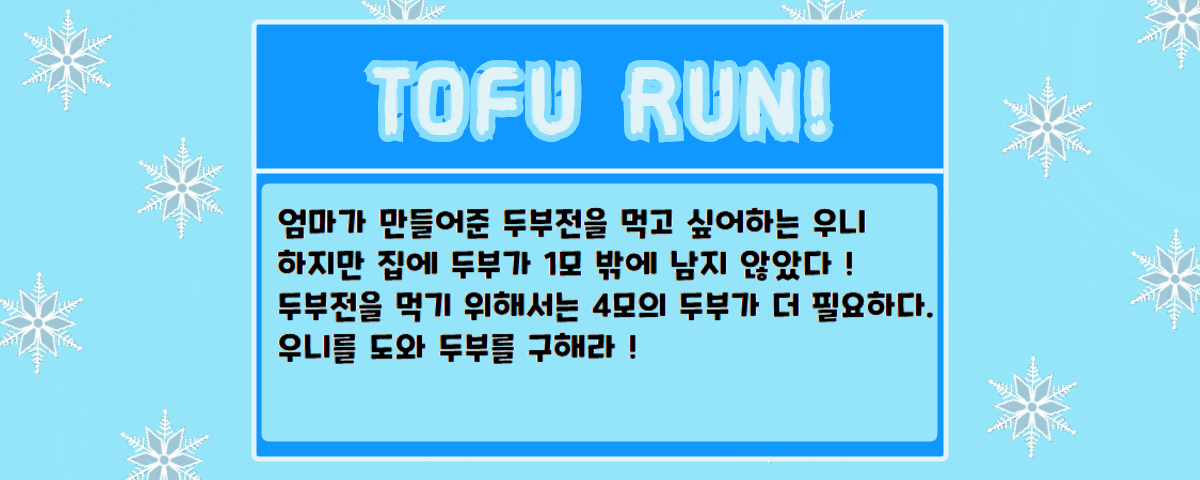 TOFU RUN!
엄마가 만들어준 두부전을 먹고 싶어하는 우니
하지만 집에 두부가 1모 밖에 남지 않았다 !
두부전을 먹기 위해서는 4모의 두부가 더 필요하다.
우니를 도와 두부를 구해라 !